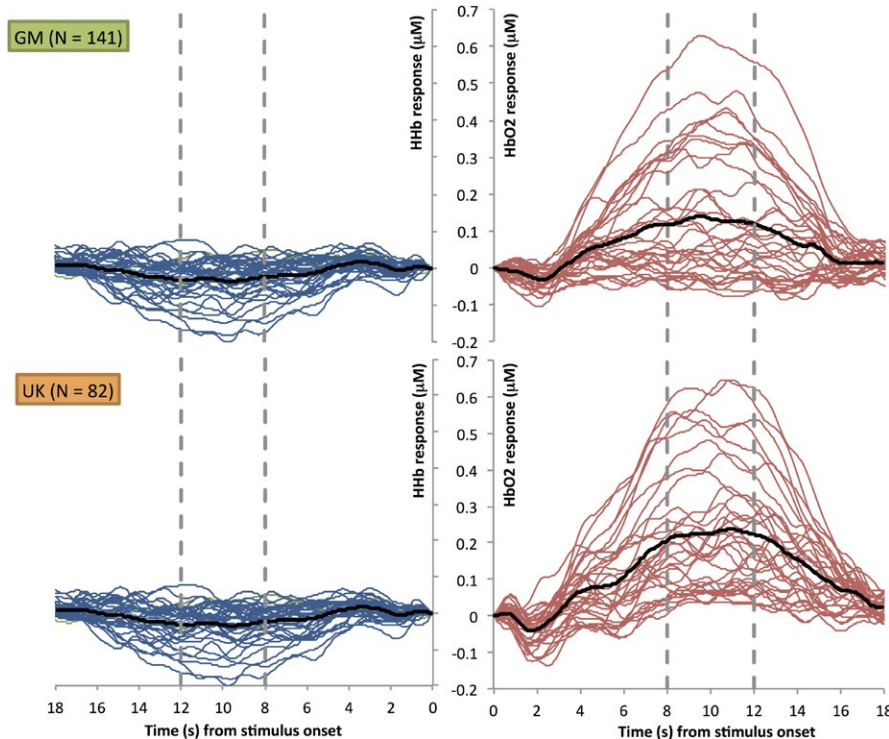 GM (N = 141)
HHb response (μM)
HbO2 response (μM)
0.7
0.6
0.5
0.4
0.3
0.2
0.1
0
-0.1
-0.2
UK (N = 82)
HHb response (μM)
HbO2 response (μM)
0.7
0.6
0.5
0.4
0.3
0.2
0.1
0
-0.1
-0.2
18 16 14 12 10 8 6 4 2 0
Time (s) from stimulus onset
0 2 4 6 8 10 12 14 16 18
Time (s) from stimulus onset